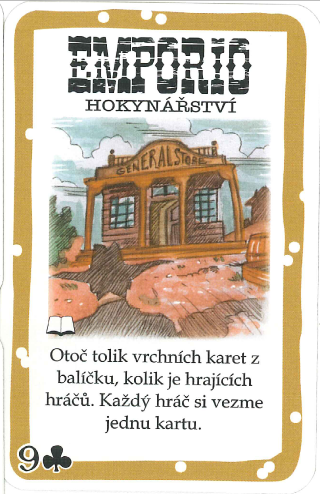 EMPORIO
HOKYNÁŘSTVÍ
GENERAL STORE
Otoč tolik vrchních karet z
balíčku, kolik je hrajících
hráčů. Každý hráč si vezme
jednu kartu.
9♣